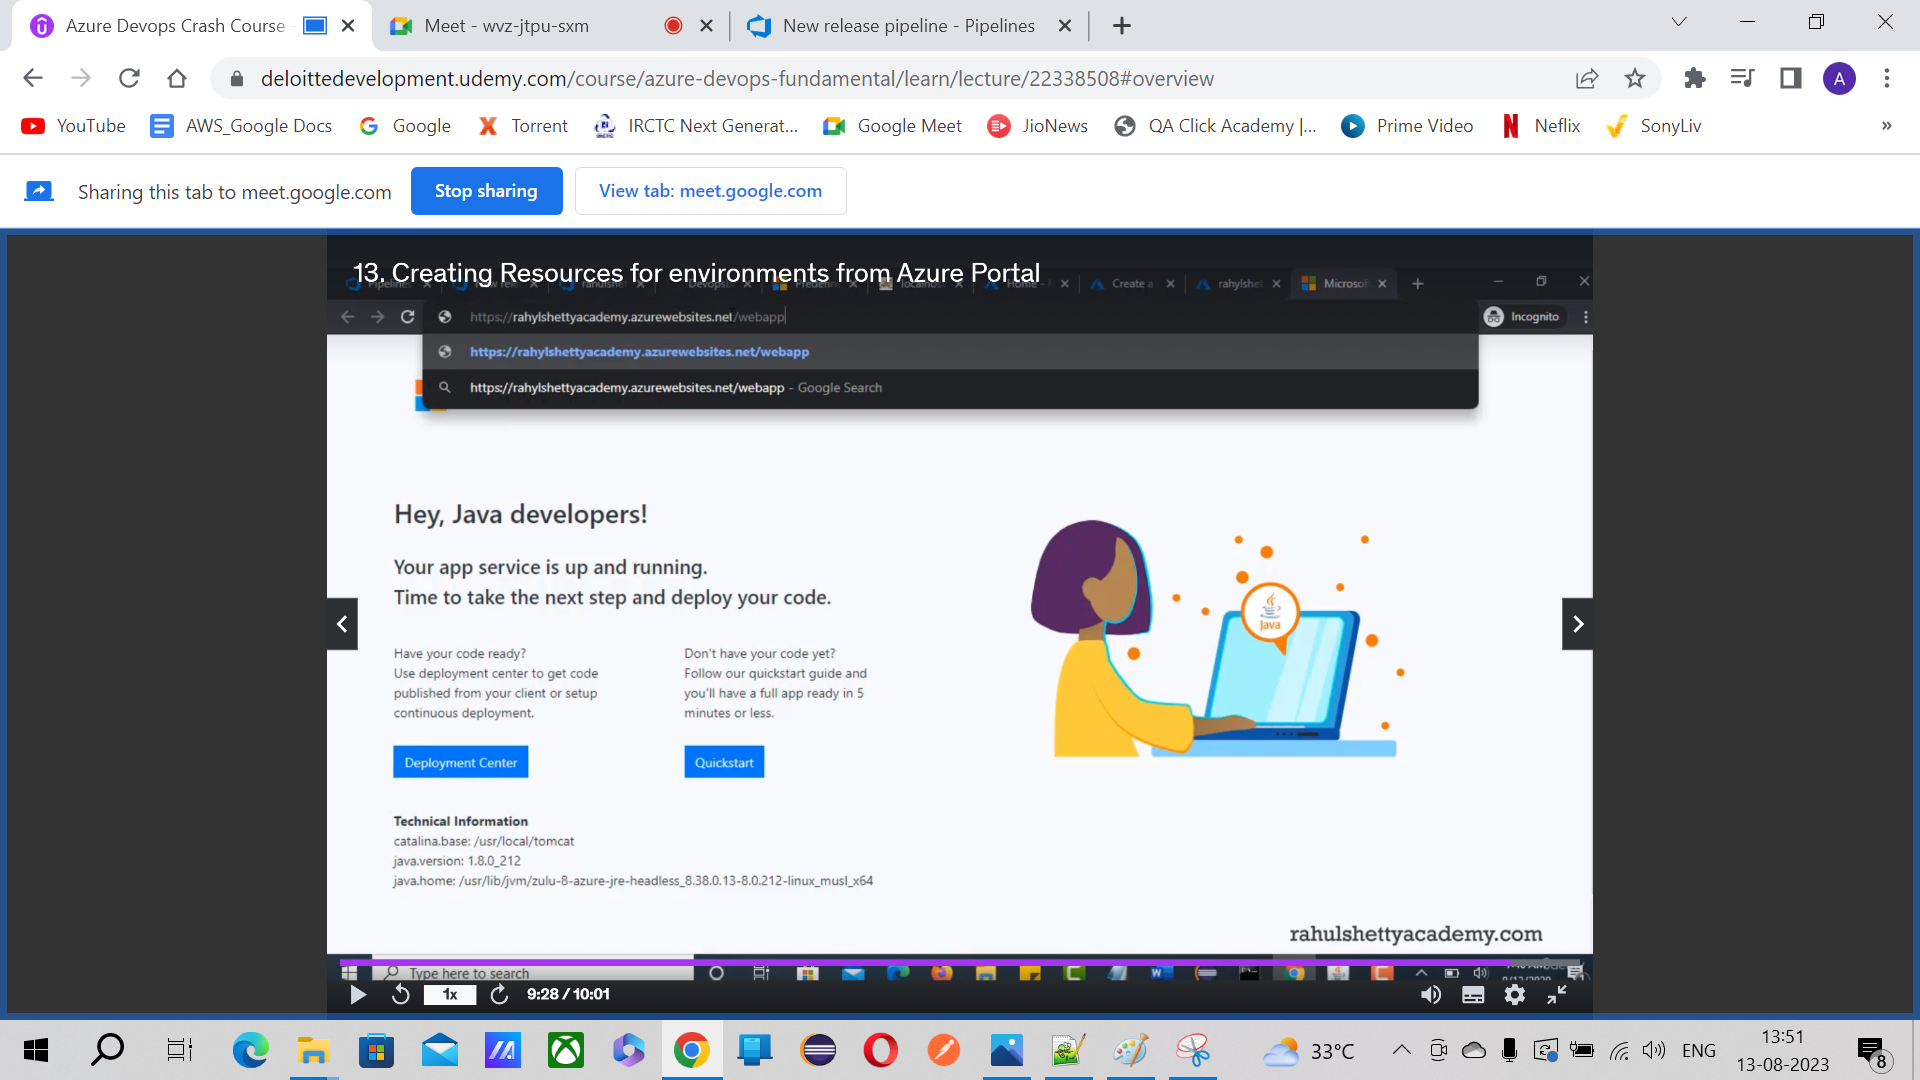 Azure Devops Crash Course
Meet - wvz-jtpu-sxm
New release pipeline - Pipelines
deloittedevelopment.udemy.com/course/azure-devops-fundamental/learn/lecture/22338508#overview
A
YouTube
AWS_Google Docs
Google
Torrent
IRCTC Next Generat...
Google Meet
JioNews
QA Click Academy |...
Prime Video
Neflix
SonyLiv
»
Sharing this tab to meet.google.com
Stop sharing
View tab: meet.google.com
13. Creating Resources for environments from Azure Portal
Create a
rahylshet
Microsof
https://rahylshettyacademy.azurewebsites.net/webapp
Incognito
https://rahylshettyacademy.azurewebsites.net/webapp
https://rahylshettyacademy.azurewebsites.net/webapp - Google Search
Hey, Java developers!
Your app service is up and running.
Time to take the next step and deploy your code.
Java
Have your code ready?
Use deployment center to get code
published from your client or setup
continuous deployment.
Don't have your code yet?
Follow our quickstart guide and
you'll have a full app ready in 5
minutes or less.
Deployment Center
Quickstart
Technical Information
catalina.base: /usr/local/tomcat
java.version: 1.8.0_212
java.home: /usr/lib/jvm/zulu-8-azure-jre-headless_8.38.0.13-8.0.212-linux_musl_x64
rahulshettyacademy.com
Type here to search
1x
9:28 / 10:01
33°C
ENG
13:51
13-08-2023
8